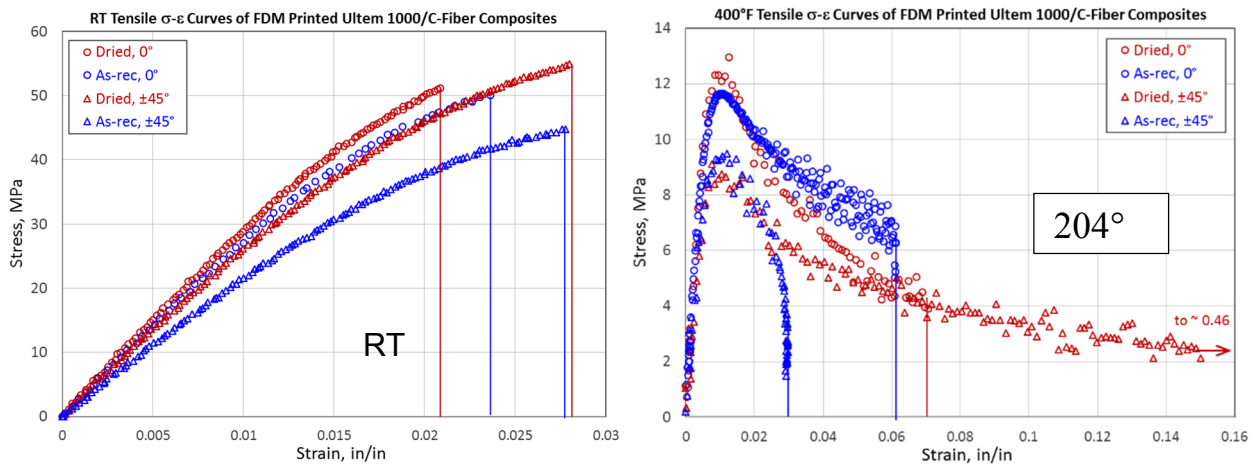 RT Tensile σ-ε Curves of FDM Printed Ultem 1000/C-Fiber Composites
60
50
40
30
20
10
0
Stress, MPa
Dried, 0°
As-rec, 0°
Dried, ±45°
As-rec, ±45°
RT
0
0.005
0.01
0.015
0.02
0.025
0.03
Strain, in/in
400°F Tensile σ-ε Curves of FDM Printed Ultem 1000/C-Fiber Composites
14
12
10
8
6
4
2
0
Stress, MPa
Dried, 0°
As-rec, 0°
Dried, ±45°
As-rec, ±45°
204°
to ~ 0.46
0
0.02
0.04
0.06
0.08
0.10
0.12
0.14
0.16
Strain, in/in